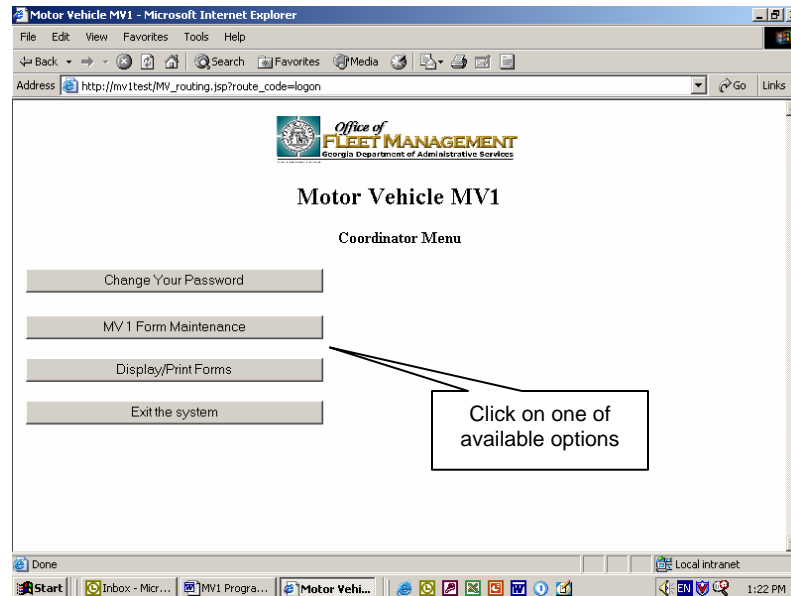 Motor Vehicle MV1 - Microsoft Internet Explorer
File Edit View Favorites Tools Help
Back Search Favorites Media
Address http://mv1test/MV_routing.jsp?route_code=logon Go Links
Office of
FLEET MANAGEMENT
Georgia Department of Administrative Services
Motor Vehicle MV1
Coordinator Menu
Change Your Password
MV 1 Form Maintenance
Display/Print Forms
Exit the system
Click on one of
available options
Done Local intranet
Start Inbox - Micr... MV1 Progra... Motor Vehi... EN 1:22 PM